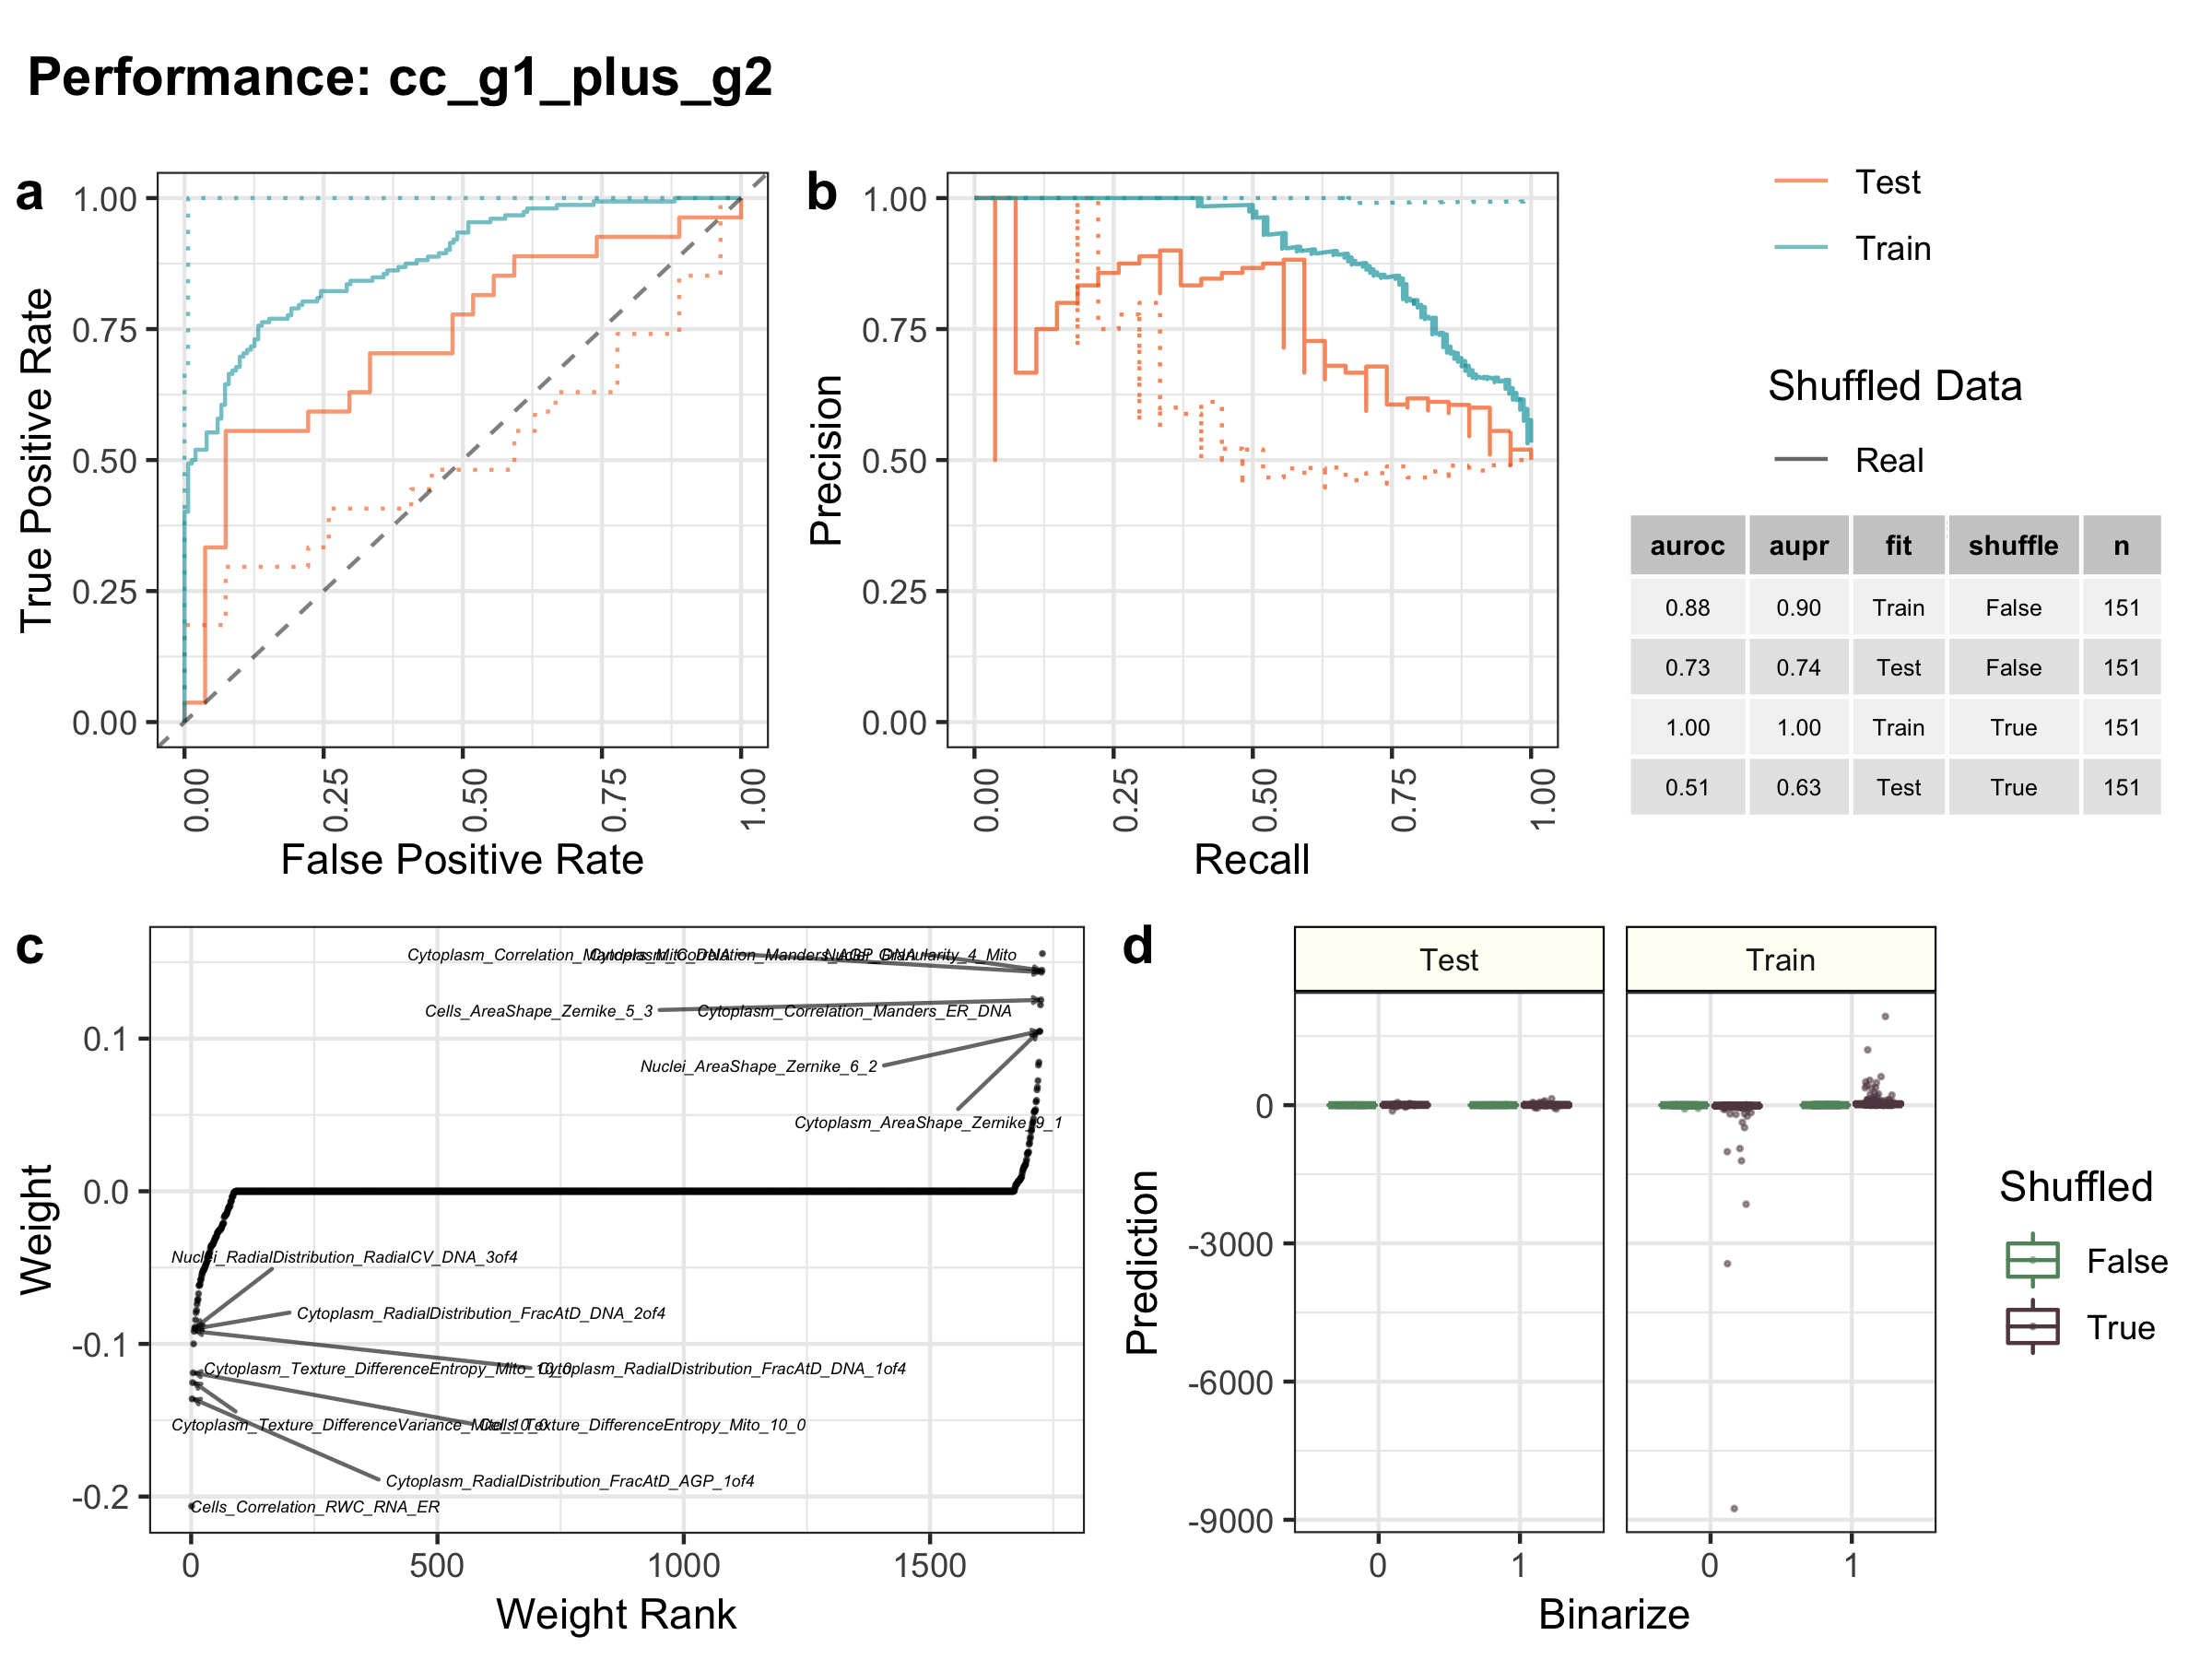 Performance: cc_g1_plus_g2
a
True Positive Rate
1.00
0.75
0.50
0.25
0.00
0.00
0.25
0.50
0.75
1.00
False Positive Rate
b
Precision
1.00
0.75
0.50
0.25
0.00
0.00
0.25
0.50
0.75
1.00
Recall
Test
Train
Shuffled Data
Real
auroc aupr fit shuffle n
0.88 0.90 Train False 151
0.73 0.74 Test False 151
1.00 1.00 Train True 151
0.51 0.63 Test True 151
c
Weight
0.1
0.0
-0.1
-0.2
Cytoplasm_Correlation_Manders_Mito_DNA
Cytoplasm_Correlation_Manders_AGP_DNA
Nuclei_Granularity_4_Mito
Cells_AreaShape_Zernike_5_3
Cytoplasm_Correlation_Manders_ER_DNA
Nuclei_AreaShape_Zernike_6_2
Cytoplasm_AreaShape_Zernike_9_1
Nuclei_RadialDistribution_RadialCV_DNA_3of4
Cytoplasm_RadialDistribution_FracAtD_DNA_2of4
Cytoplasm_Texture_DifferenceEntropy_Mito_10_0
Cytoplasm_RadialDistribution_FracAtD_DNA_1of4
Cytoplasm_Texture_DifferenceVariance_Mito_10_0
Cells_Texture_DifferenceEntropy_Mito_10_0
Cytoplasm_RadialDistribution_FracAtD_AGP_1of4
Cells_Correlation_RWC_RNA_ER
0
500
1000
1500
Weight Rank
d
Test
Train
Prediction
0
-3000
-6000
-9000
0
1
0
1
Binarize
Shuffled
False
True